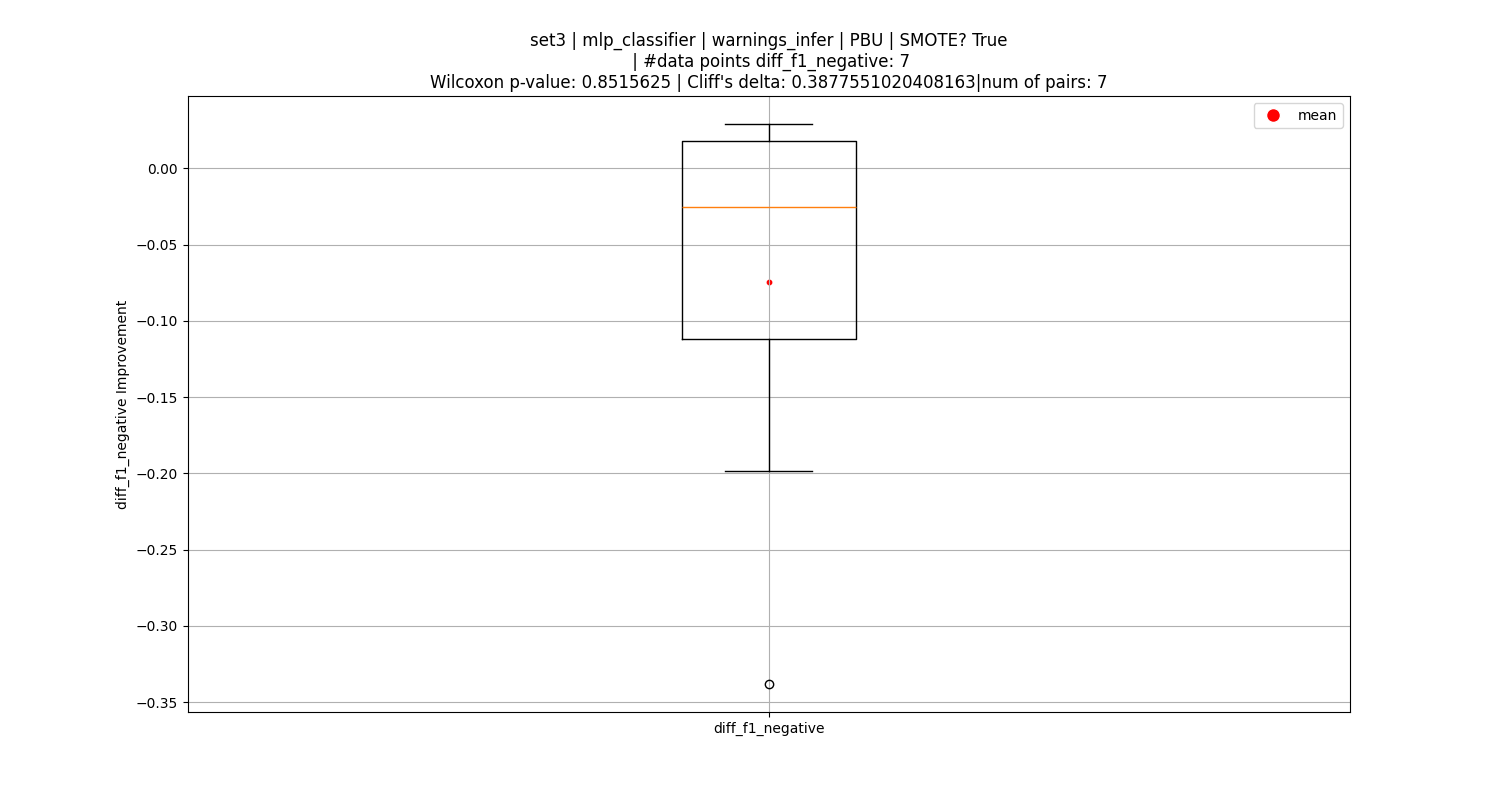 set3 | mlp_classifier | warnings_infer | PBU | SMOTE? True
| #data points diff_f1_negative: 7
Wilcoxon p-value: 0.8515625 | Cliff's delta: 0.3877551020408163|num of pairs: 7
mean
0.00
−0.05
−0.10
−0.15
−0.20
−0.25
−0.30
−0.35
diff_f1_negative Improvement
diff_f1_negative